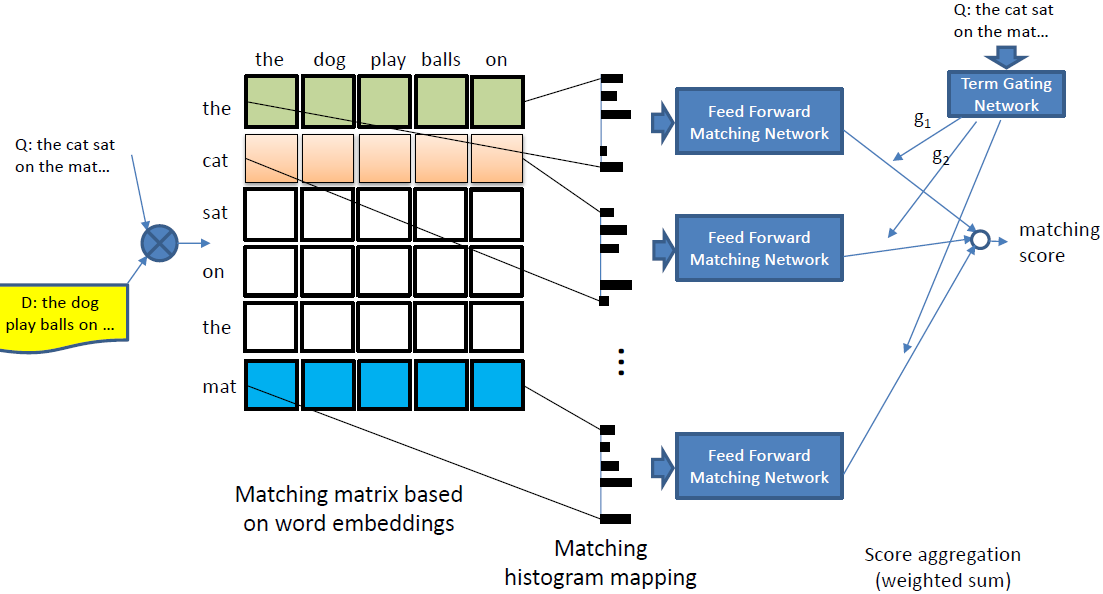 Q: the cat sat
on the mat…
D: the dog
play balls on …
the dog play balls on
the
cat
sat
on
the
mat
Matching matrix based
on word embeddings
Matching
histogram mapping
Feed Forward
Matching Network
Feed Forward
Matching Network
Feed Forward
Matching Network
Q: the cat sat
on the mat…
Term Gating
Network
g1
g2
matching
score
Score aggregation
(weighted sum)